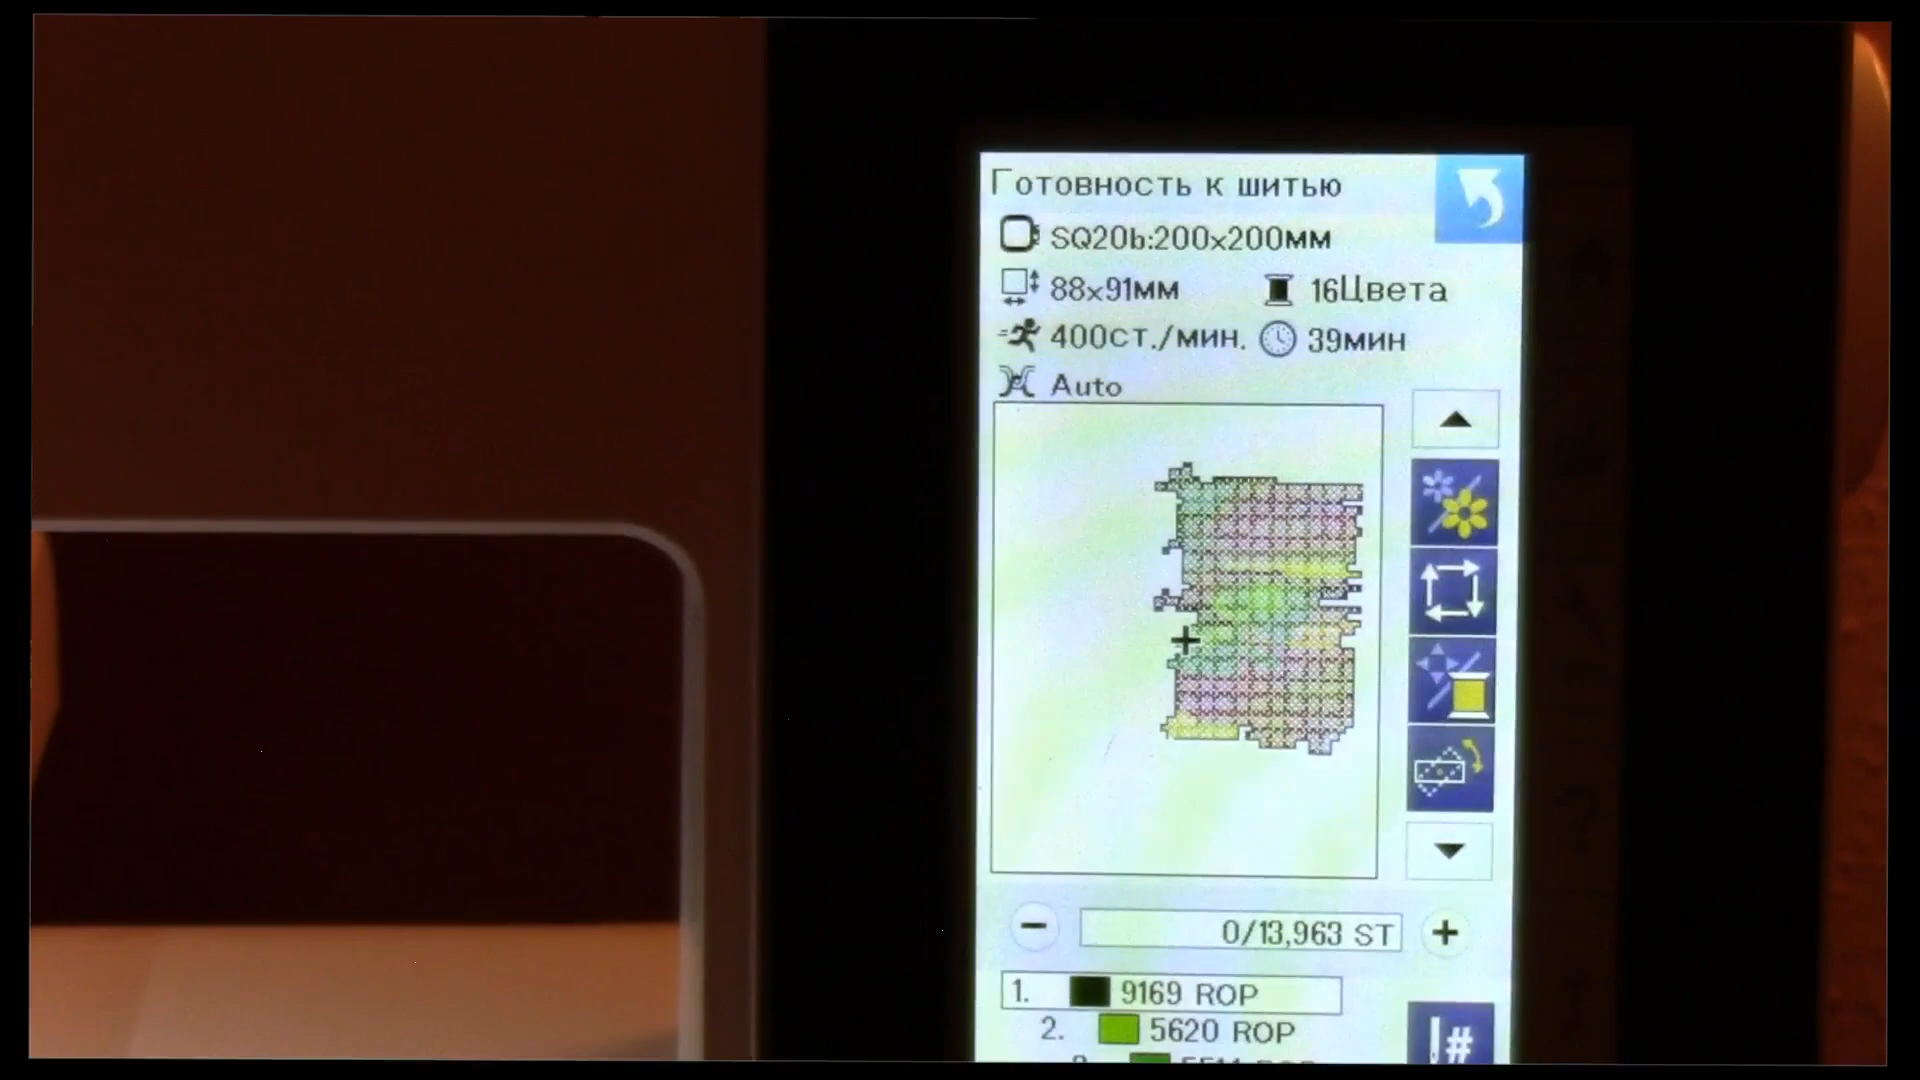 Готовность к шитью
SQ20b:200x200мм
88x91мм 16Цвета
400ст./мин. 39мин
Auto
0/13,963 ST
1. 9169 ROP
2. 5620 ROP
#